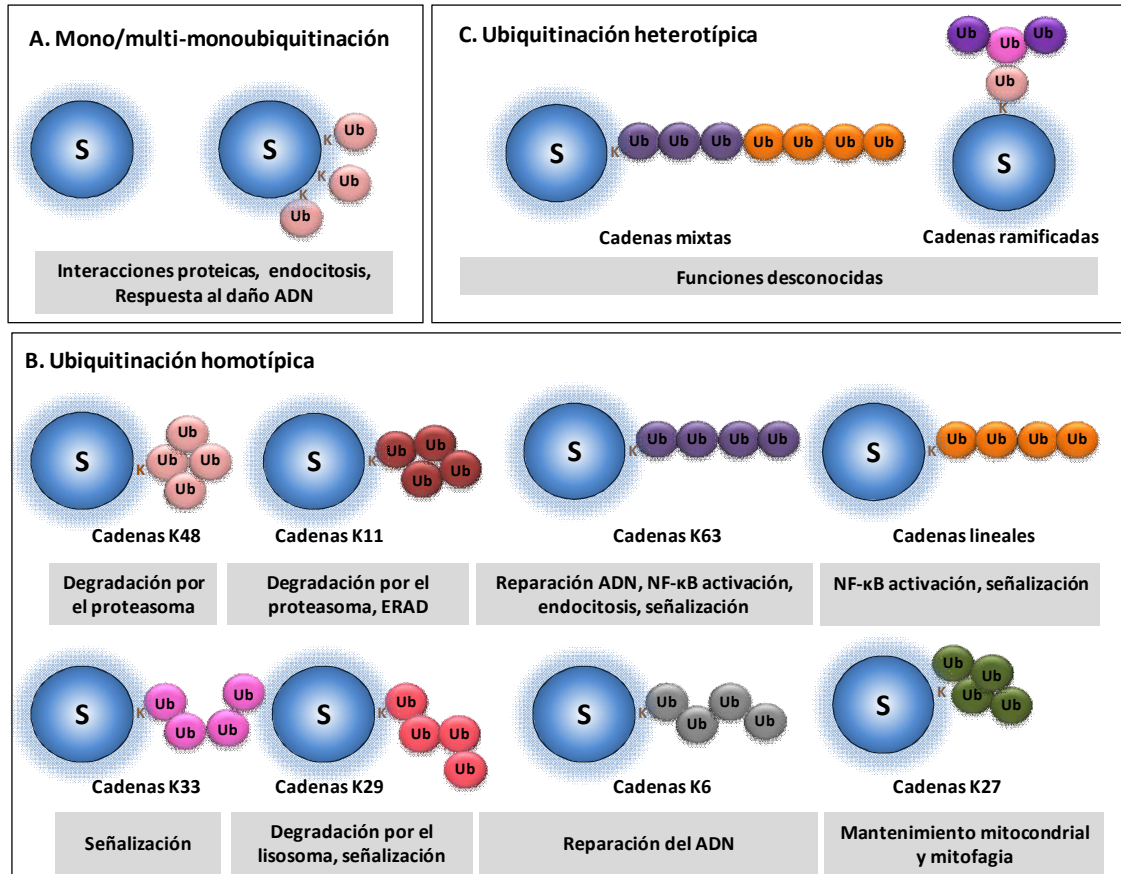 A. Mono/multi-monoubiquitinación
S
S
K
Ub
K
Ub
K
Ub
Interacciones proteicas, endocitosis,
Respuesta al daño ADN
C. Ubiquitinación heterotípica
S
K
Ub Ub Ub Ub Ub Ub Ub
Cadenas mixtas
Ub Ub Ub
Ub
K
S
Cadenas ramificadas
Funciones desconocidas
B. Ubiquitinación homotípica
S
K
Ub
Ub Ub
Ub
Cadenas K48
Degradación por
el proteasoma
S
K
Ub Ub
Ub
Ub Ub
Cadenas K11
Degradación por el
proteasoma, ERAD
S
K
Ub Ub Ub Ub
Cadenas K63
Reparación ADN, NF-κB activación,
endocitosis, señalización
S
K
Ub Ub Ub Ub
Cadenas lineales
NF-κB activación, señalización
S
K
Ub Ub
Ub Ub
Cadenas K33
Señalización
S
K
Ub
Ub Ub
Ub
Cadenas K29
Degradación por el
lisosoma, señalización
S
K
Ub Ub
Ub Ub
Cadenas K6
Reparación del ADN
S
K
Ub Ub
Ub Ub
Cadenas K27
Mantenimiento mitocondrial
y mitofagia